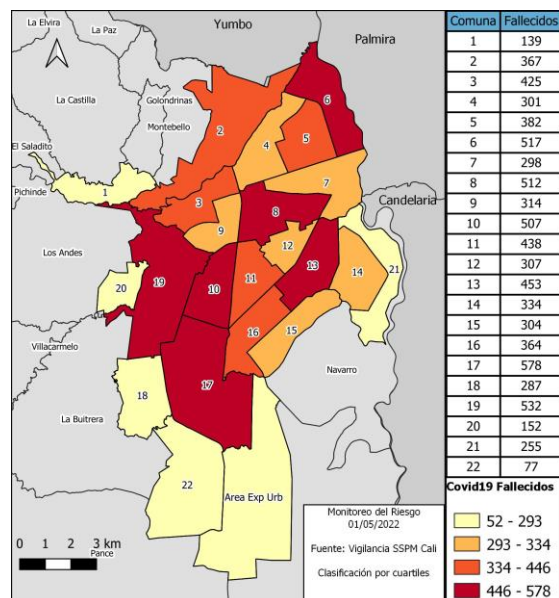 La Elvira
La Paz
Yumbo
Palmira
La Castilla
Golondrinas
Montebello
El Saladito
Pichinde
Los Andes
Villacarmelo
La Buitrera
Pance
Candelaria
Navarro
Area Exp Urb
1
2
3
4
5
6
7
8
9
10
11
12
13
14
15
16
17
18
19
20
21
22
0 1 2 3 km
Monitoreo del Riesgo
01/05/2022
Fuente: Vigilancia SSPM Cali
Clasificación por cuartiles
Comuna Fallecidos
1 139
2 367
3 425
4 301
5 382
6 517
7 298
8 512
9 314
10 507
11 438
12 307
13 453
14 334
15 304
16 364
17 578
18 287
19 532
20 152
21 255
22 77
Covid19 Fallecidos
52 - 293
293 - 334
334 - 446
446 - 578